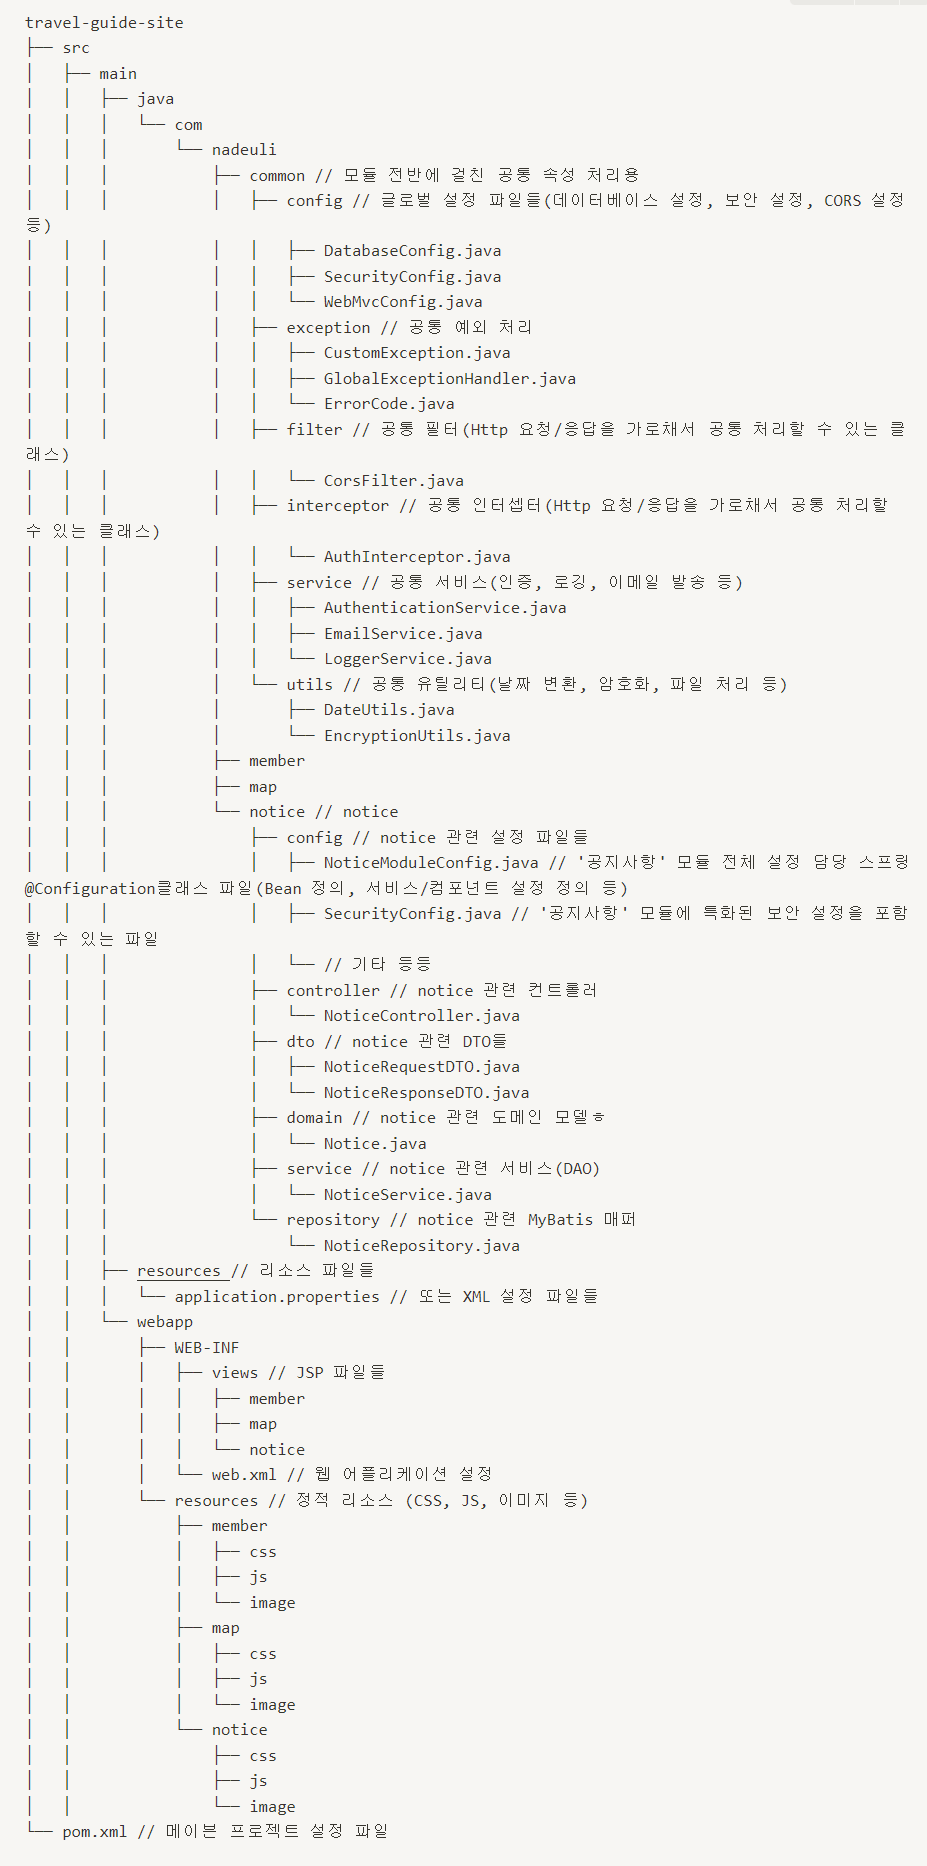 travel-guide-site
├── src
│   ├── main
│   │   ├── java
│   │   │   └── com
│   │   │       └── nadeuli
│   │   │           ├── common // 모듈 전반에 걸친 공통 속성 처리용
│   │   │           │   ├── config // 글로벌 설정 파일들(데이터베이스 설정, 보안 설정, CORS 설정
등)
│   │   │           │   │   ├── DatabaseConfig.java
│   │   │           │   │   ├── SecurityConfig.java
│   │   │           │   │   └── WebMvcConfig.java
│   │   │           │   ├── exception // 공통 예외 처리
│   │   │           │   │   ├── CustomException.java
│   │   │           │   │   ├── GlobalExceptionHandler.java
│   │   │           │   │   └── ErrorCode.java
│   │   │           │   ├── filter // 공통 필터(Http 요청/응답을 가로채서 공통 처리할 수 있는 클
래스)
│   │   │           │   │   └── CorsFilter.java
│   │   │           │   ├── interceptor // 공통 인터셉터(Http 요청/응답을 가로채서 공통 처리할
수 있는 클래스)
│   │   │           │   │   └── AuthInterceptor.java
│   │   │           │   ├── service // 공통 서비스(인증, 로깅, 이메일 발송 등)
│   │   │           │   │   ├── AuthenticationService.java
│   │   │           │   │   ├── EmailService.java
│   │   │           │   │   └── LoggerService.java
│   │   │           │   └── utils // 공통 유틸리티(날짜 변환, 암호화, 파일 처리 등)
│   │   │           │       ├── DateUtils.java
│   │   │           │       └── EncryptionUtils.java
│   │   │           ├── member
│   │   │           ├── map
│   │   │           └── notice // notice
│   │   │               ├── config // notice 관련 설정 파일들
│   │   │               │   ├── NoticeModuleConfig.java // '공지사항' 모듈 전체 설정 담당 스프링
@Configuration클래스 파일(Bean 정의, 서비스/컴포넌트 설정 정의 등)
│   │   │               │   ├── SecurityConfig.java // '공지사항' 모듈에 특화된 보안 설정을 포함
할 수 있는 파일
│   │   │               │   └── // 기타 등등
│   │   │               ├── controller // notice 관련 컨트롤러
│   │   │               │   └── NoticeController.java
│   │   │               ├── dto // notice 관련 DTO들
│   │   │               │   ├── NoticeRequestDTO.java
│   │   │               │   └── NoticeResponseDTO.java
│   │   │               ├── domain // notice 관련 도메인 모델ㅎ
│   │   │               │   └── Notice.java
│   │   │               ├── service // notice 관련 서비스(DAO)
│   │   │               │   └── NoticeService.java
│   │   │               └── repository // notice 관련 MyBatis 매퍼
│   │   │                   └── NoticeRepository.java
│   │   ├── resources // 리소스 파일들
│   │   │   └── application.properties // 또는 XML 설정 파일들
│   │   └── webapp
│   │       ├── WEB-INF
│   │       │   ├── views // JSP 파일들
│   │       │   │   ├── member
│   │       │   │   ├── map
│   │       │   │   └── notice
│   │       │   └── web.xml // 웹 어플리케이션 설정
│   │       └── resources // 정적 리소스 (CSS, JS, 이미지 등)
│   │           ├── member
│   │           │   ├── css
│   │           │   ├── js
│   │           │   └── image
│   │           ├── map
│   │           │   ├── css
│   │           │   ├── js
│   │           │   └── image
│   │           └── notice
│   │               ├── css
│   │               ├── js
│   │               └── image
└── pom.xml // 메이븐 프로젝트 설정 파일